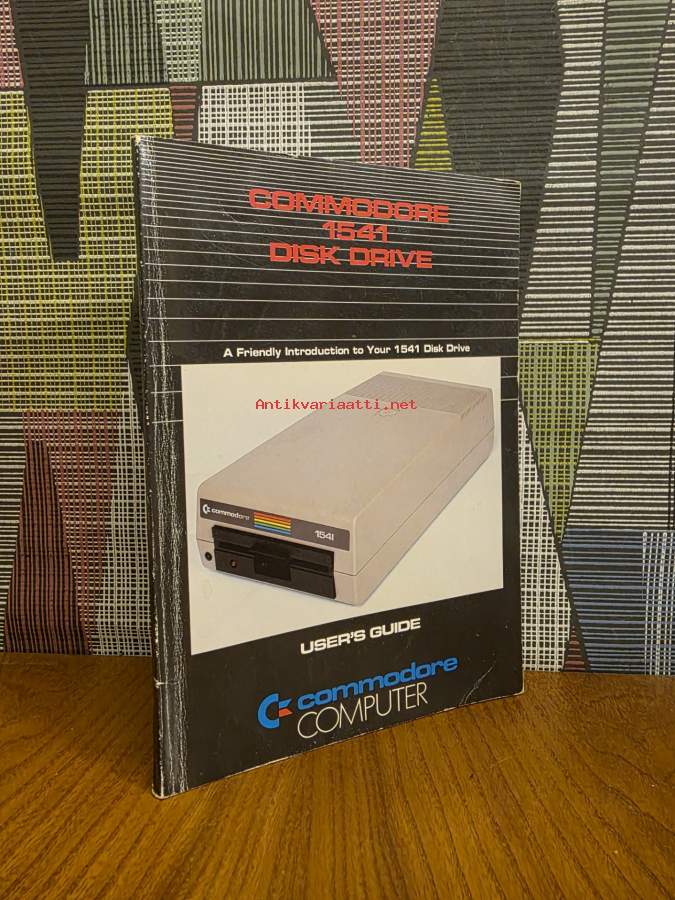 COMMODORE
1541
DISK DRIVE
A Friendly Introduction to Your 1541 Disk Drive
Antikvariaatti.net
commodore
1541
USER'S GUIDE
commodore
COMPUTER